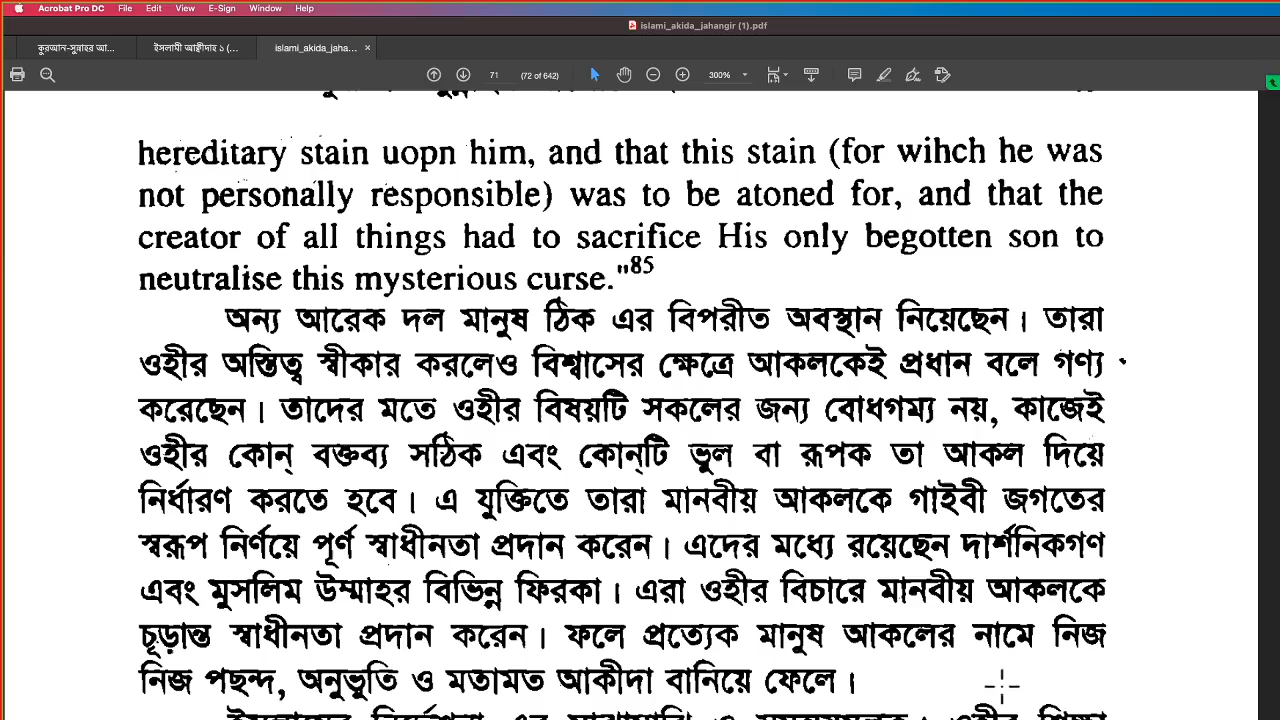 Acrobat Pro DC File Edit View E-Sign Window Help
islami_akida_jahangir (1).pdf
কুরআন-সুন্নাহর আ... ইসলামী আক্বীদাহ ১ (... islami_akida_jaha... ×
71 (72 of 642) 300%
hereditary stain uopn him, and that this stain (for wihch he was
not personally responsible) was to be atoned for, and that the
creator of all things had to sacrifice His only begotten son to
neutralise this mysterious curse."85
অন্য আরেক দল মানুষ ঠিক এর বিপরীত অবস্থান নিয়েছেন। তারা
ওহীর অস্তিত্ব স্বীকার করলেও বিশ্বাসের ক্ষেত্রে আকলকেই প্রধান বলে গণ্য
করেছেন। তাদের মতে ওহীর বিষয়টি সকলের জন্য বোধগম্য নয়, কাজেই
ওহীর কোন্ বক্তব্য সঠিক এবং কোন্‌টি ভুল বা রূপক তা আকল দিয়ে
নির্ধারণ করতে হবে। এ যুক্তিতে তারা মানবীয় আকলকে গাইবী জগতের
স্বরূপ নির্ণয়ে পূর্ণ স্বাধীনতা প্রদান করেন। এদের মধ্যে রয়েছেন দার্শনিকগণ
এবং মুসলিম উম্মাহর বিভিন্ন ফিরকা। এরা ওহীর বিচারে মানবীয় আকলকে
চূড়ান্ত স্বাধীনতা প্রদান করেন। ফলে প্রত্যেক মানুষ আকলের নামে নিজ
নিজ পছন্দ, অনুভূতি ও মতামত আকীদা বানিয়ে ফেলে।